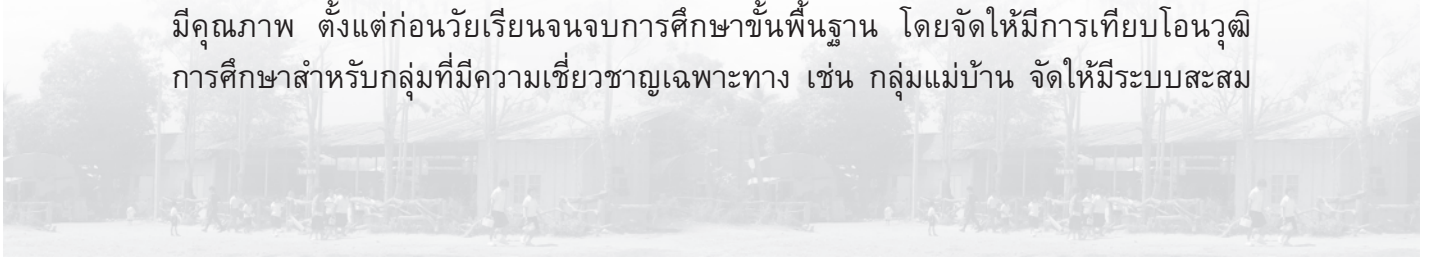 มีคุณภาพ ตั้งแต่ก่อนวัยเรียนจนจบการศึกษาขั้นพื้นฐาน โดยจัดให้มีการเทียบโอนวุฒิ
การศึกษาสำหรับกลุ่มที่มีความเชี่ยวชาญเฉพาะทาง เช่น กลุ่มแม่บ้าน จัดให้มีระบบสะสม